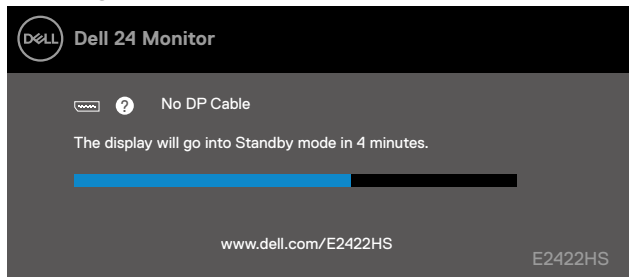 DELL Dell 24 Monitor
? No DP Cable
The display will go into Standby mode in 4 minutes.
www.dell.com/E2422HS
E2422HS